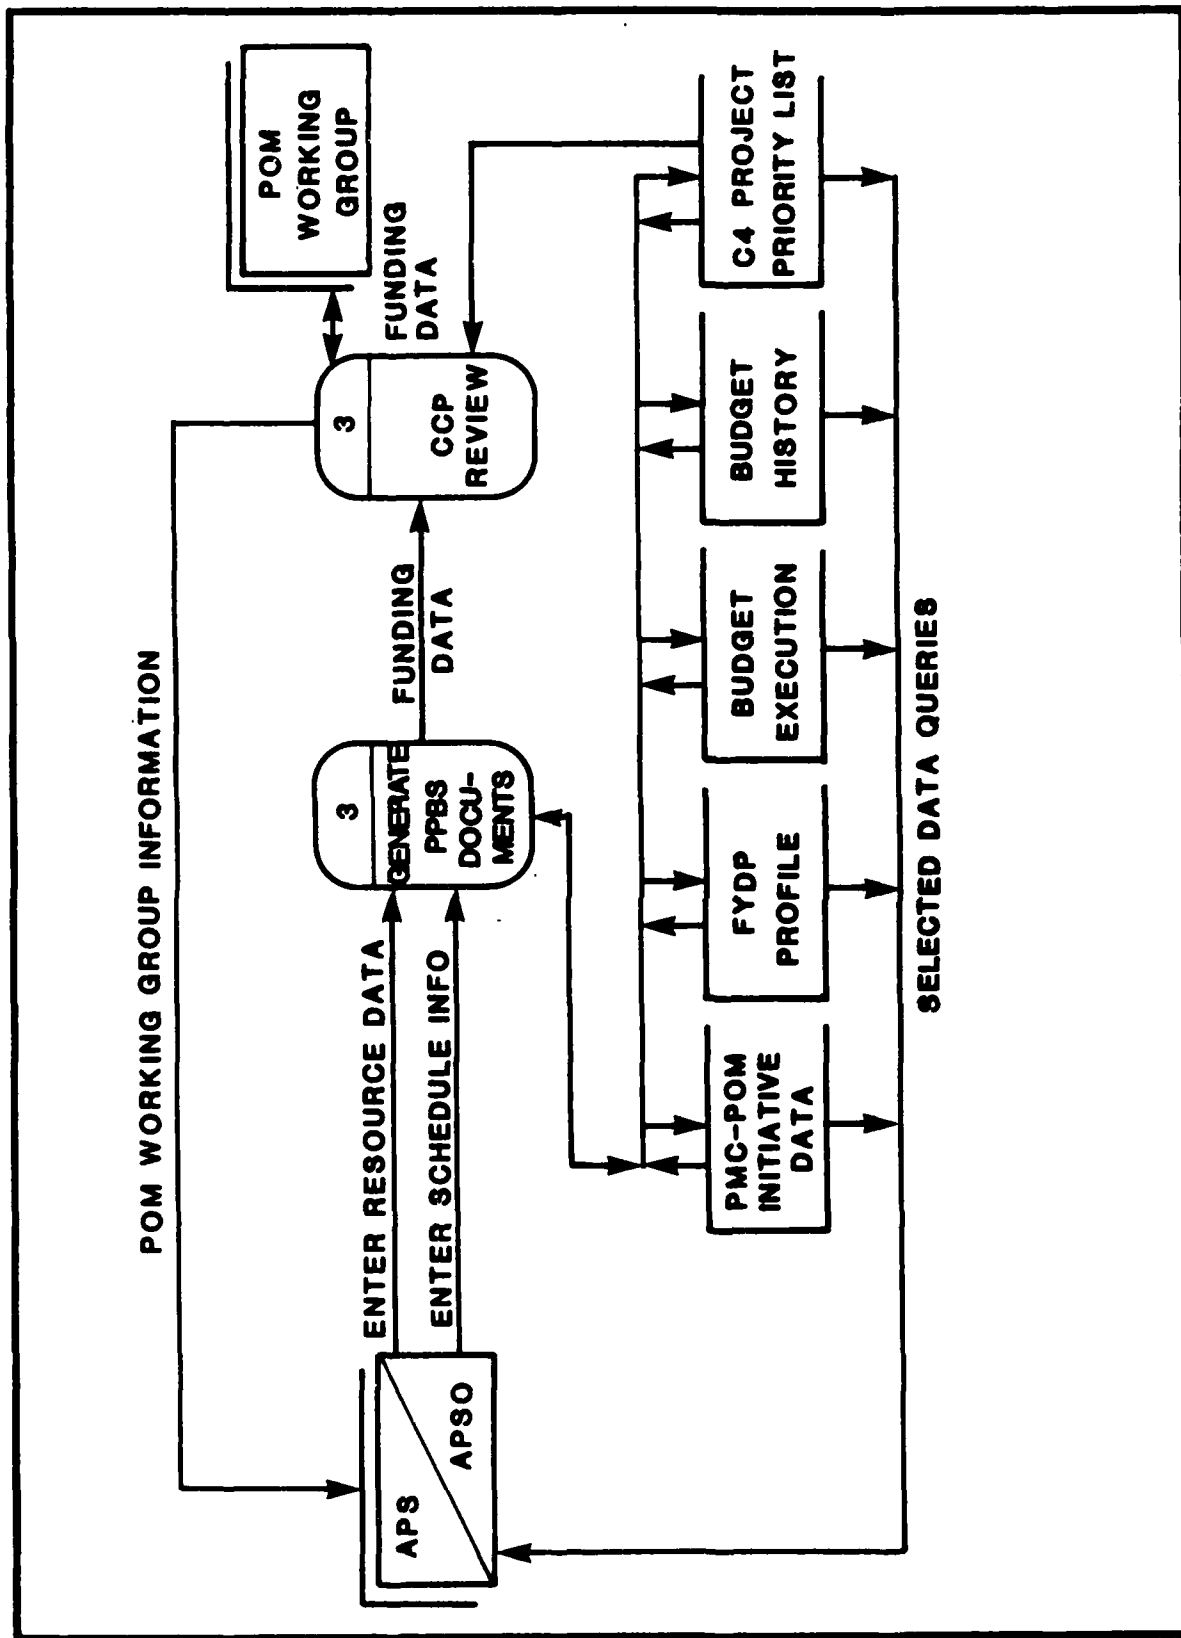 POM WORKING GROUP INFORMATION
POM
WORKING
GROUP
APS
APSO
ENTER RESOURCE DATA
ENTER SCHEDULE INFO
3
GENERATE
PPBS
DOCU-
MENTS
FUNDING
DATA
3
CCP
REVIEW
FUNDING
DATA
PMC-POM
INITIATIVE
DATA
FYDP
PROFILE
BUDGET
EXECUTION
BUDGET
HISTORY
C4 PROJECT
PRIORITY LIST
SELECTED DATA QUERIES